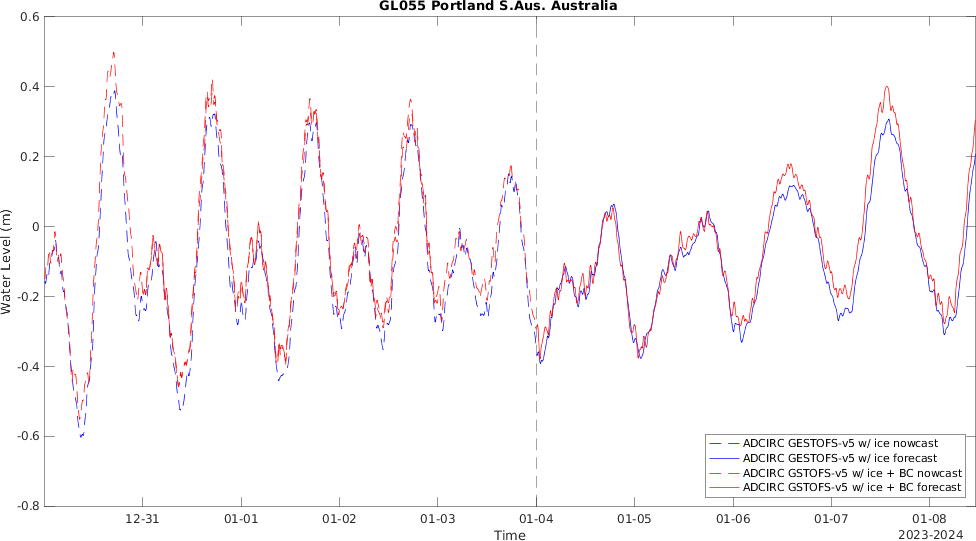 GL055 Portland S.Aus. Australia
0.6
0.4
0.2
0
-0.2
-0.4
-0.6
-0.8
Water Level (m)
12-31
01-01
01-02
01-03
01-04
01-05
01-06
01-07
01-08
Time
2023-2024
ADCIRC GESTOFS-v5 w/ ice nowcast
ADCIRC GESTOFS-v5 w/ ice forecast
ADCIRC GSTOFS-v5 w/ ice + BC nowcast
ADCIRC GSTOFS-v5 w/ ice + BC forecast